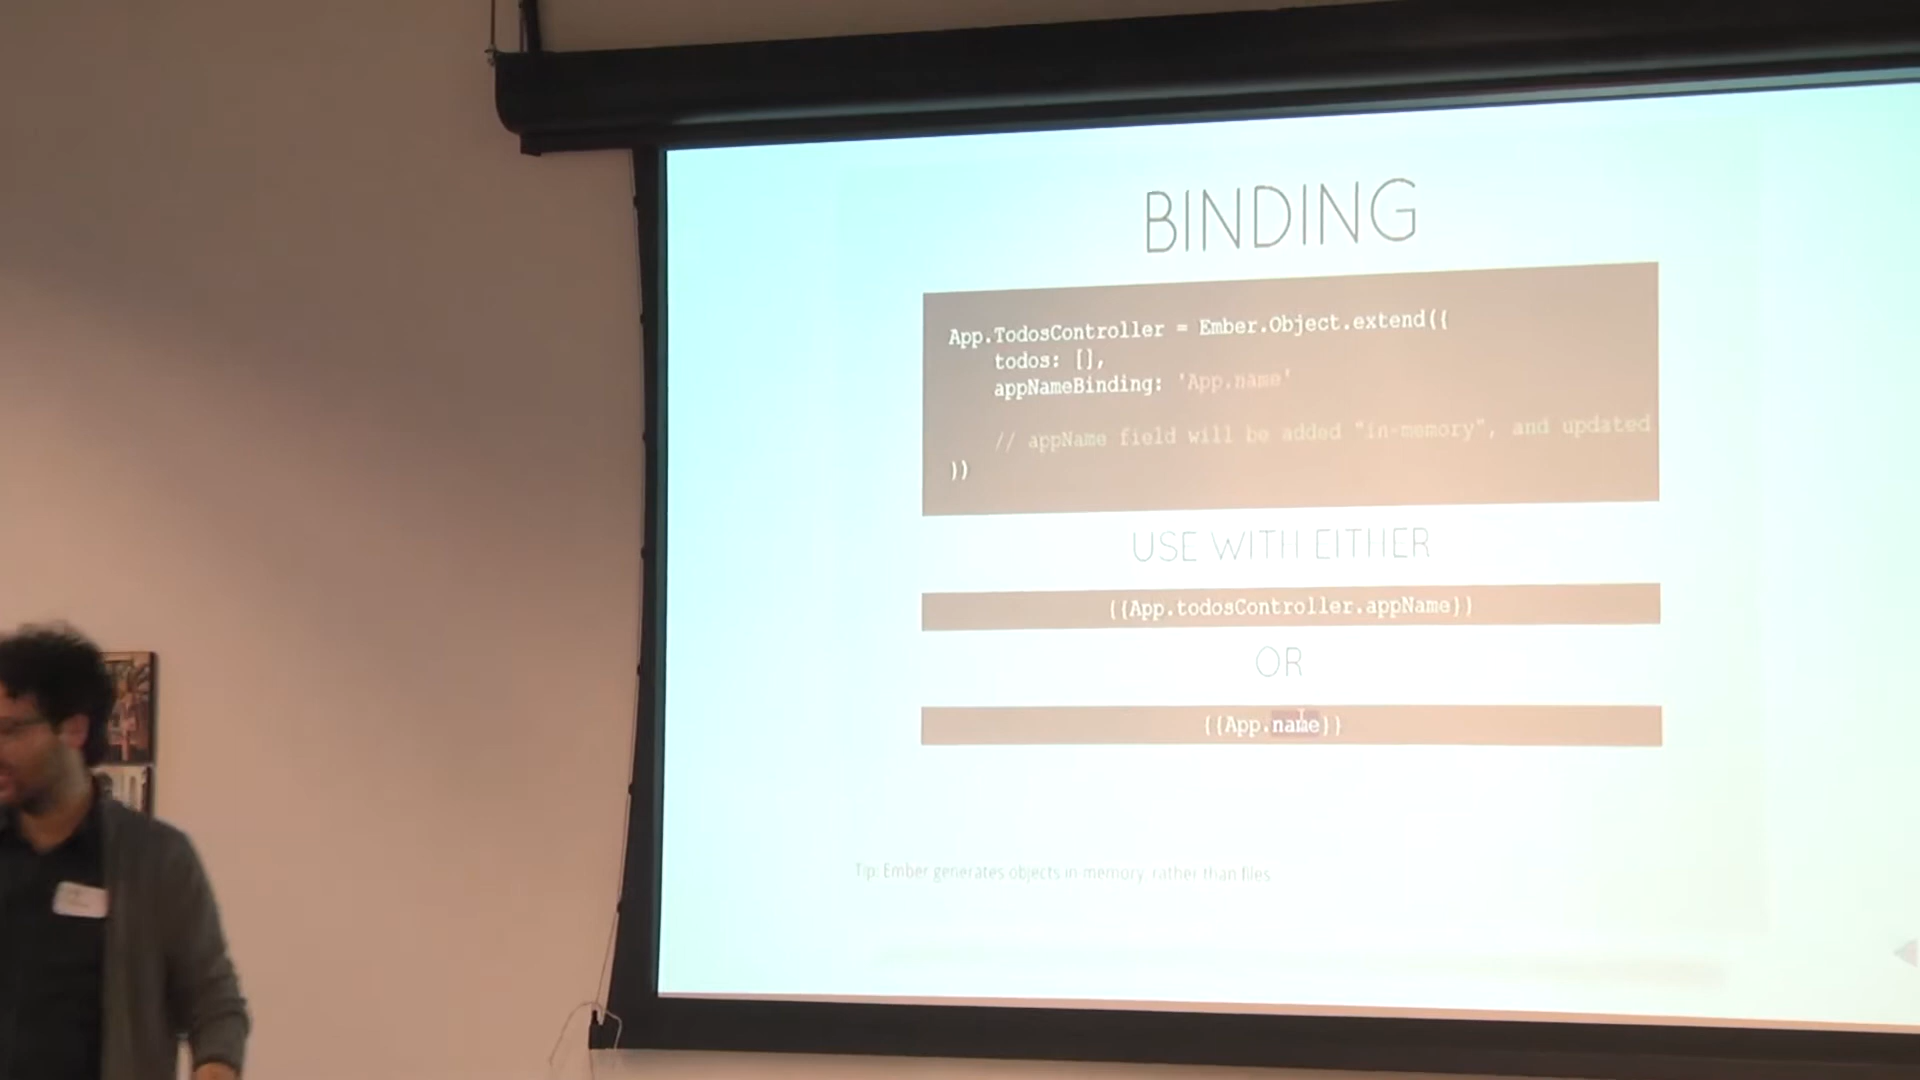 BINDING
App.TodosController = Ember.Object.extend({
todos: [],
appNameBinding: 'App.name'
// appName field will be added "in-memory", and updated
})
USE WITH EITHER
{{App.todosController.appName}}
OR
{{App.name}}
Tip: Ember generates objects in memory, rather than files